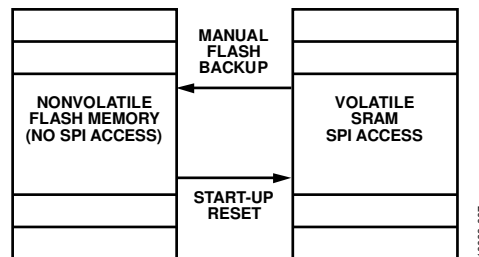 MANUAL
FLASH
BACKUP
NONVOLATILE
FLASH MEMORY
(NO SPI ACCESS)
VOLATILE
SRAM
SPI ACCESS
START-UP
RESET